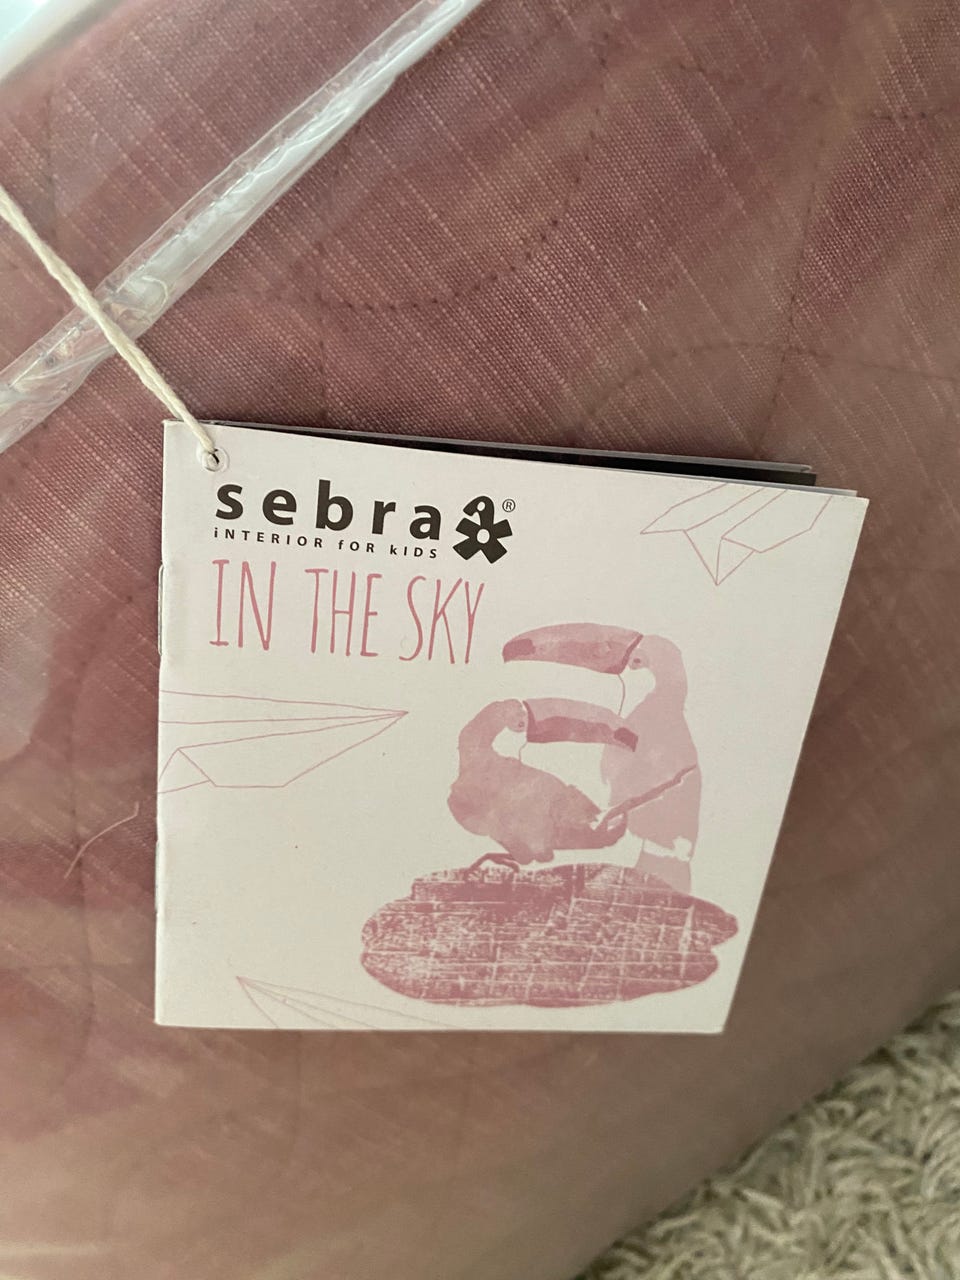 sebra®
iNTERIOR fOR kIDS
IN THE SKY